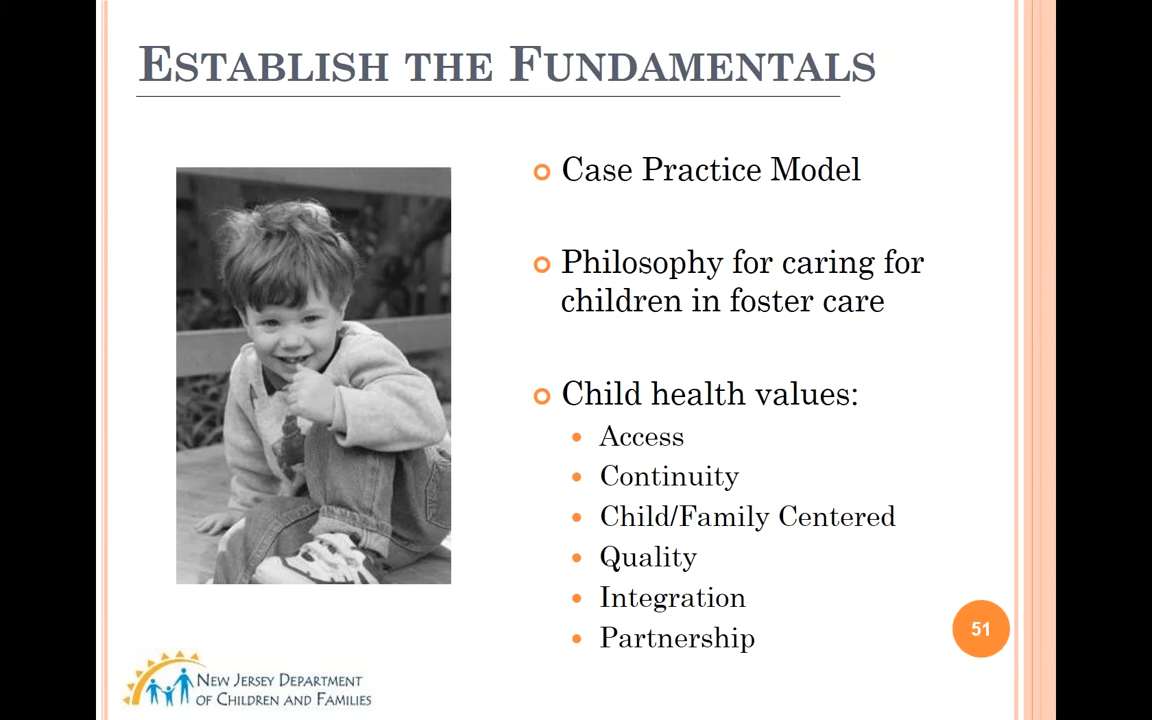 ESTABLISH THE FUNDAMENTALS
Case Practice Model
Philosophy for caring for
children in foster care
Child health values:
Access
Continuity
Child/Family Centered
Quality
Integration
Partnership
51
NEW JERSEY DEPARTMENT
OF CHILDREN AND FAMILIES